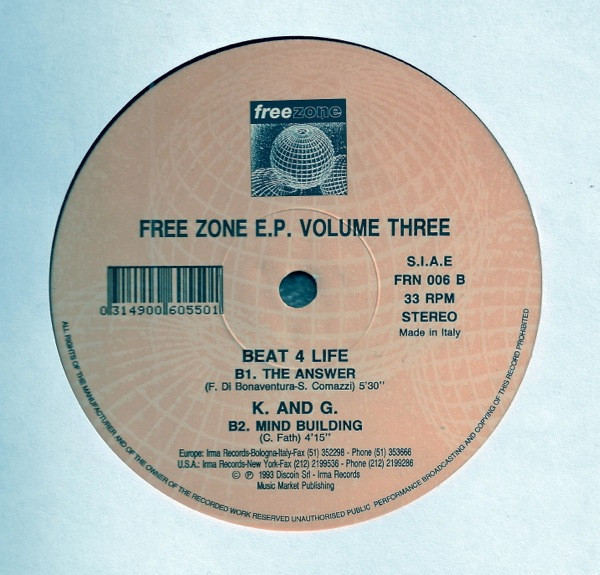 freezone
FREE ZONE E.P. VOLUME THREE
S.I.A.E
FRN 006 B
33 RPM
STEREO
Made in Italy
0 314900 605501
BEAT 4 LIFE
B1. THE ANSWER
(F. Di Bonaventura-S. Comazzi) 5'30"
K. AND G.
B2. MIND BUILDING
(C. Fath) 4'15"
Europe: Irma Records-Bologna-Italy-Fax (51) 352298 - Phone (51) 353666
U.S.A.: Irma Records-New York-Fax (212) 2199536 - Phone (212) 2199286
© ℗ 1993 Discoin Srl - Irma Records
Music Market Publishing
ALL RIGHTS OF THE MANUFACTURER AND OF THE OWNER OF THE RECORDED WORK RESERVED UNAUTHORISED PUBLIC PERFORMANCE BROADCASTING AND COPYING OF THIS RECORD PROHIBITED